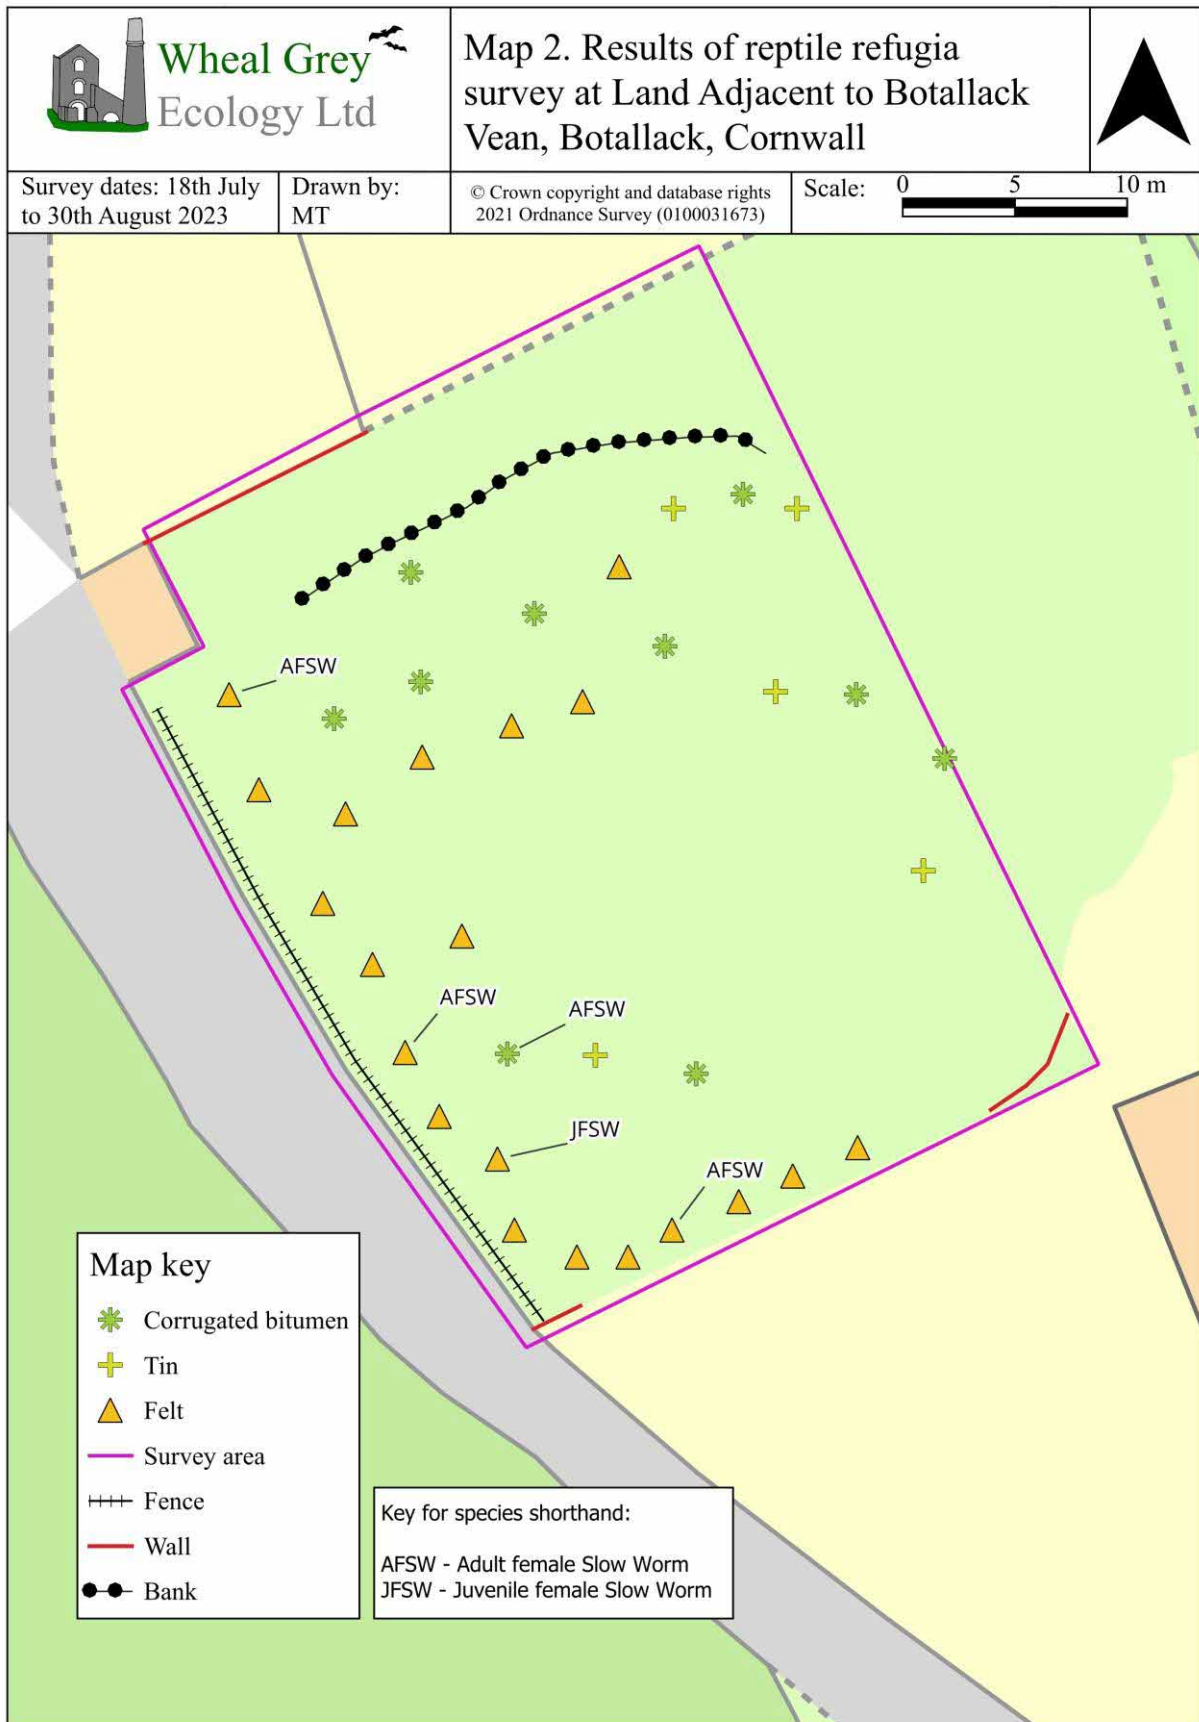 Wheal Grey
Ecology Ltd
Map 2. Results of reptile refugia
survey at Land Adjacent to Botallack
Vean, Botallack, Cornwall
Survey dates: 18th July
to 30th August 2023
Drawn by:
MT
© Crown copyright and database rights
2021 Ordnance Survey (0100031673)
Scale:
0 5 10 m
AFSW
AFSW
AFSW
JFSW
AFSW
Map key
Corrugated bitumen
Tin
Felt
Survey area
Fence
Wall
Bank
Key for species shorthand:
AFSW - Adult female Slow Worm
JFSW - Juvenile female Slow Worm